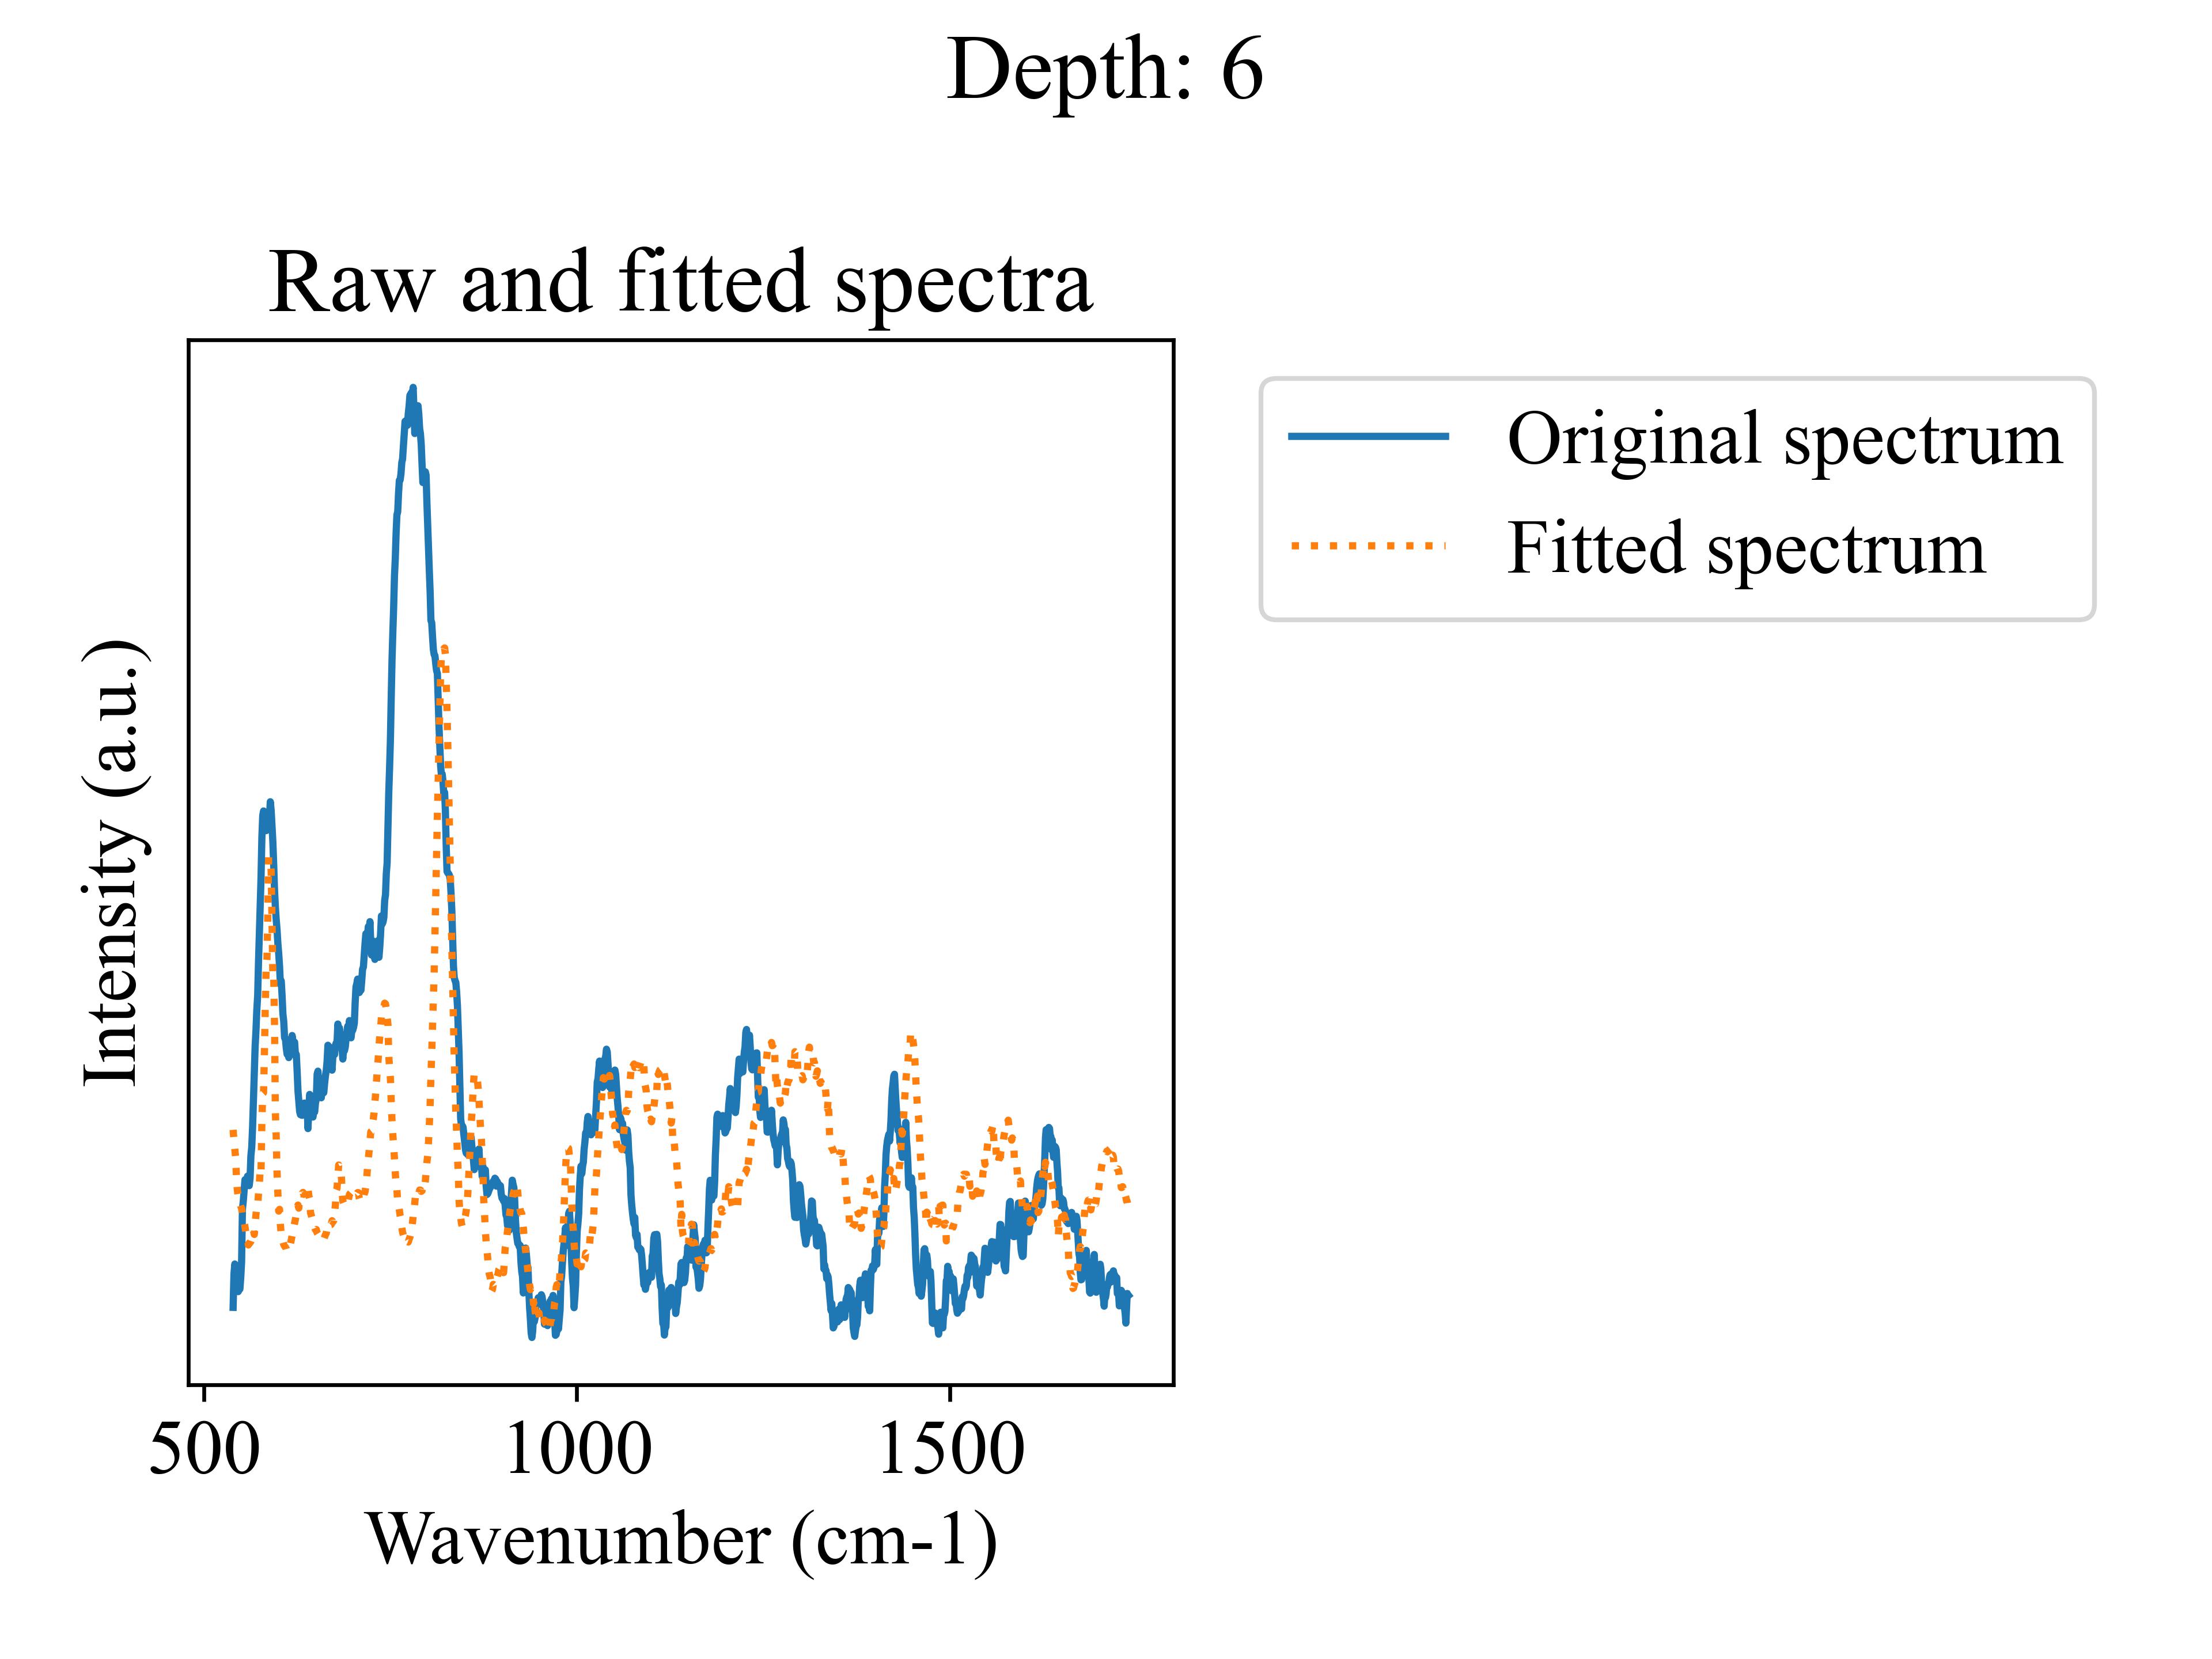 Depth: 6
Raw and fitted spectra
Original spectrum
Fitted spectrum
Intensity (a.u.)
500 1000 1500
Wavenumber (cm-1)